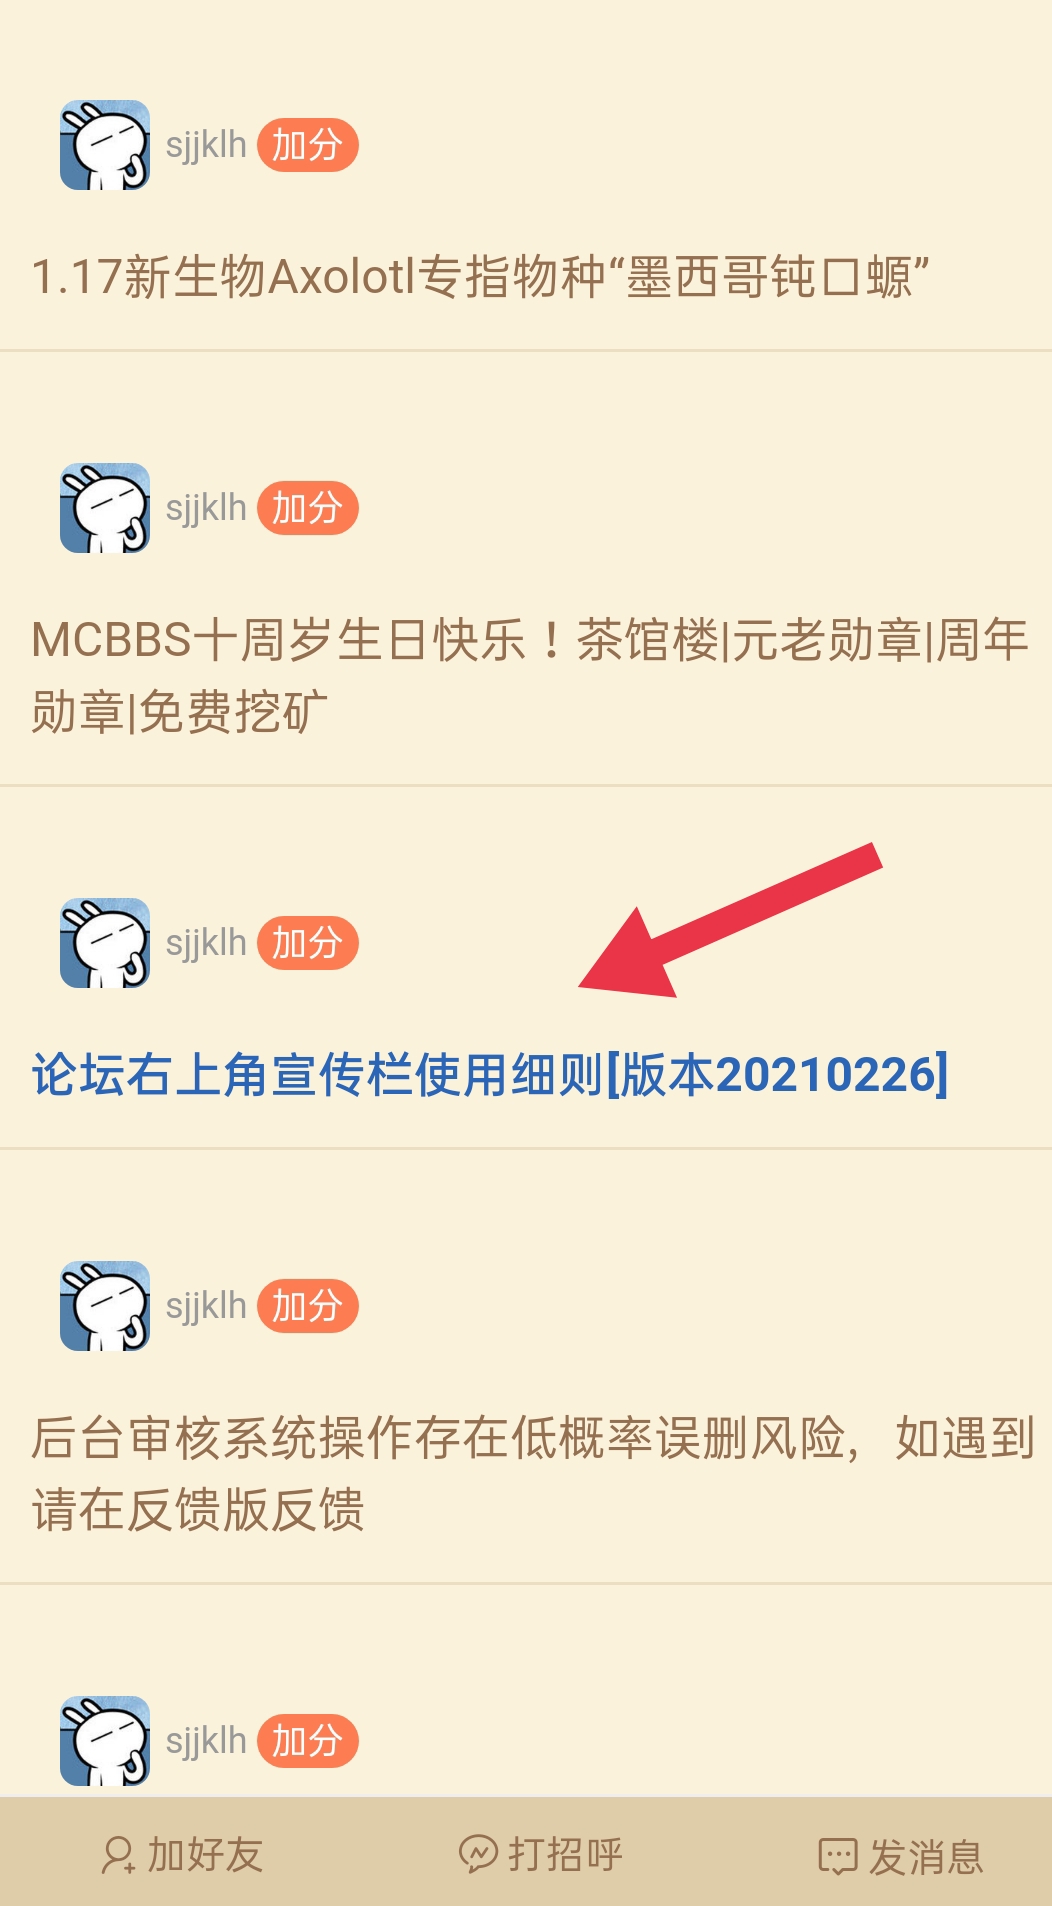 sjjklh 加分
1.17新生物Axolotl专指物种“墨西哥钝口螈”
sjjklh 加分
MCBBS十周岁生日快乐！茶馆楼|元老勋章|周年
勋章|免费挖矿
sjjklh 加分
论坛右上角宣传栏使用细则[版本20210226]
sjjklh 加分
后台审核系统操作存在低概率误删风险，如遇到
请在反馈版反馈
sjjklh 加分
加好友 打招呼 发消息